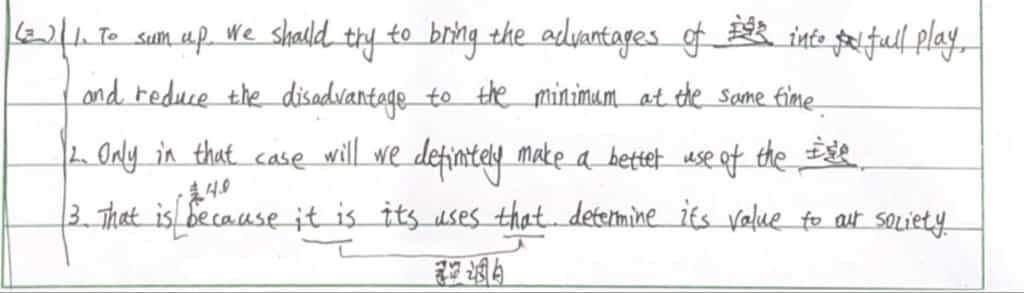 (三) 1. To sum up, We should try to bring the advantages of 主题 into full play,
and reduce the disadvantage to the minimum at the same time
2. Only in that case will we definitely make a better use of the 主题.
表从句
3. That is [because it is its uses that determine its value to our society.
强调句